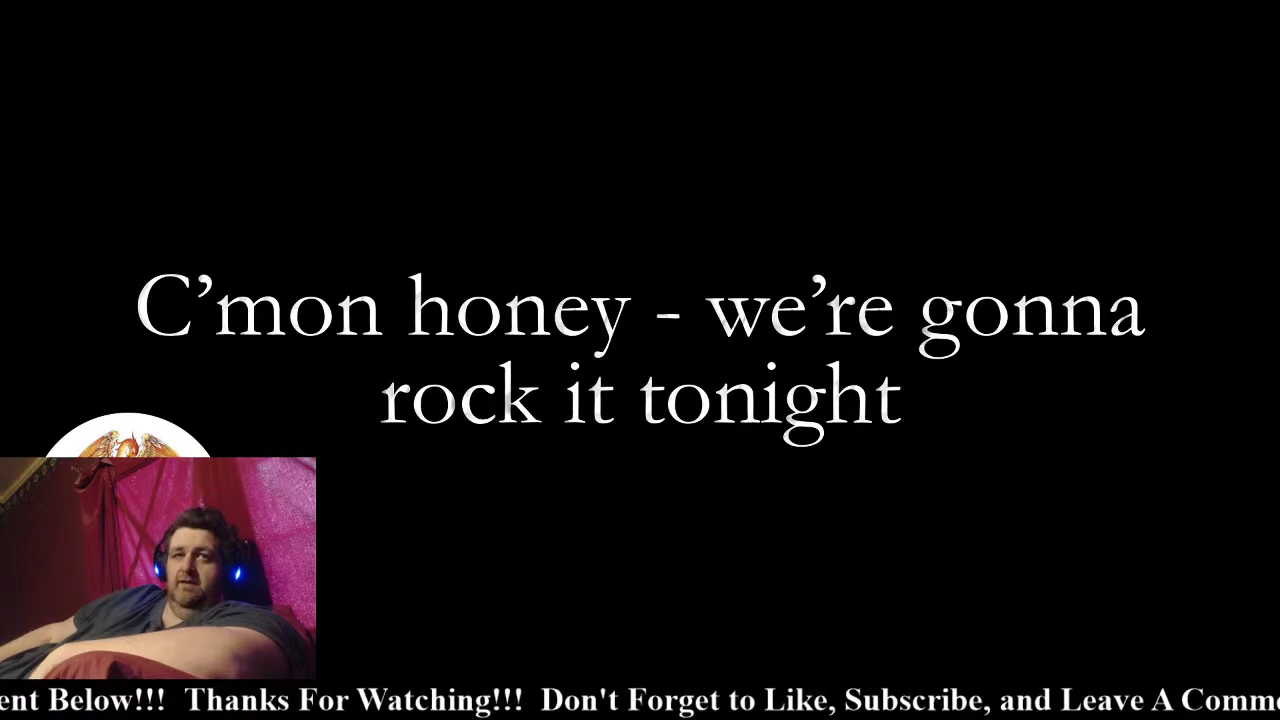 C’mon honey - we’re gonna
rock it tonight
ent Below!!! Thanks For Watching!!! Don't Forget to Like, Subscribe, and Leave A Comm